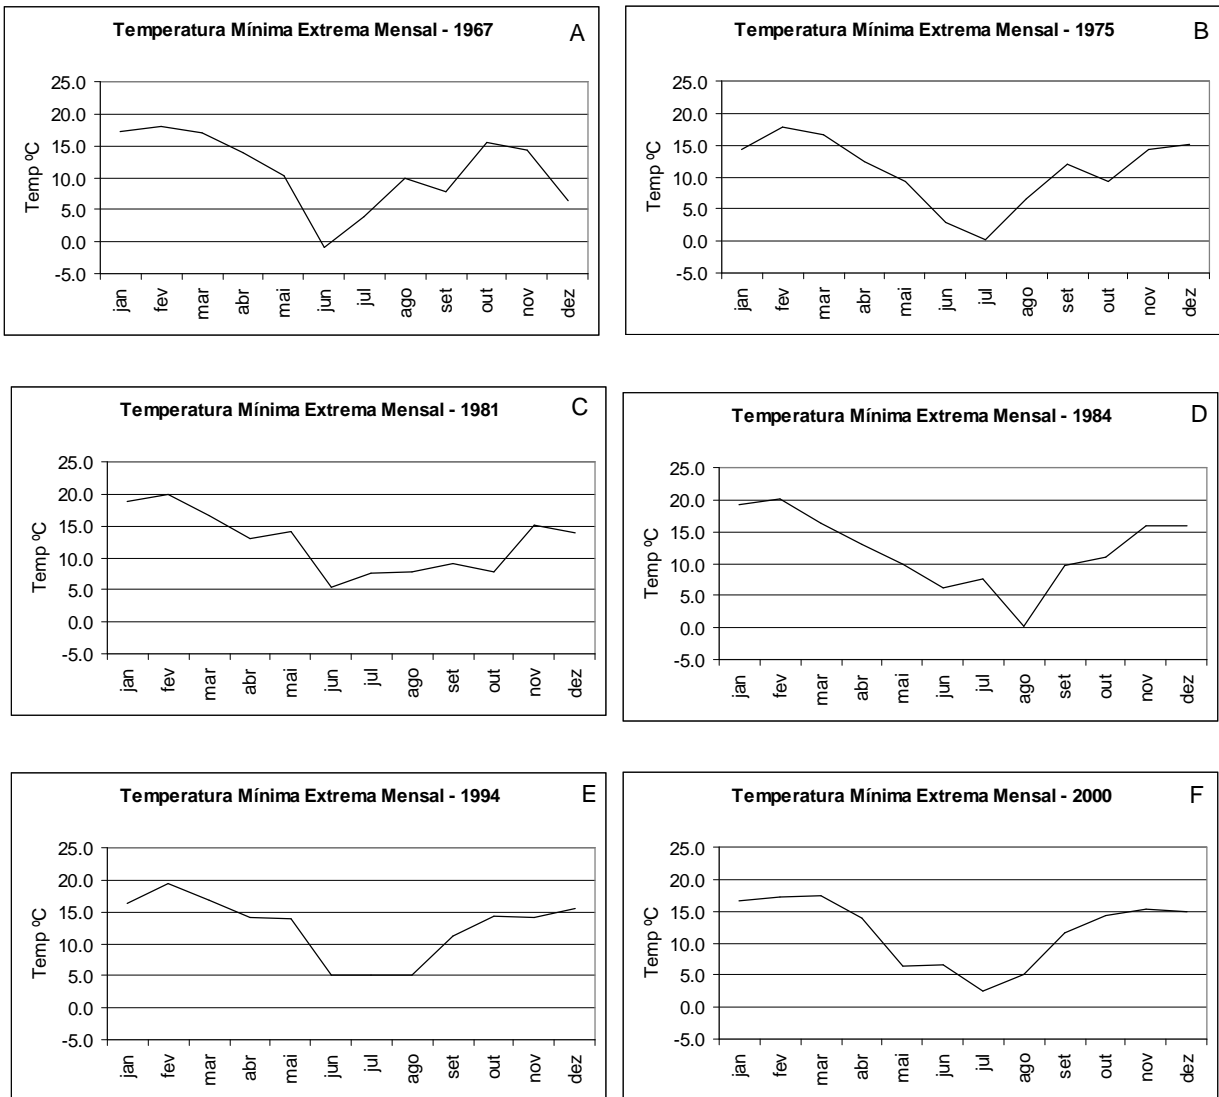 Temperatura Mínima Extrema Mensal - 1967
A
Temp ºC
25.0
20.0
15.0
10.0
5.0
0.0
-5.0
jan
fev
mar
abr
mai
jun
jul
ago
set
out
nov
dez
Temperatura Mínima Extrema Mensal - 1975
B
Temp ºC
25.0
20.0
15.0
10.0
5.0
0.0
-5.0
jan
fev
mar
abr
mai
jun
jul
ago
set
out
nov
dez
Temperatura Mínima Extrema Mensal - 1981
C
Temp ºC
25.0
20.0
15.0
10.0
5.0
0.0
-5.0
jan
fev
mar
abr
mai
jun
jul
ago
set
out
nov
dez
Temperatura Mínima Extrema Mensal - 1984
D
Temp ºC
25.0
20.0
15.0
10.0
5.0
0.0
-5.0
jan
fev
mar
abr
mai
jun
jul
ago
set
out
nov
dez
Temperatura Mínima Extrema Mensal - 1994
E
Temp ºC
25.0
20.0
15.0
10.0
5.0
0.0
-5.0
jan
fev
mar
abr
mai
jun
jul
ago
set
out
nov
dez
Temperatura Mínima Extrema Mensal - 2000
F
Temp ºC
25.0
20.0
15.0
10.0
5.0
0.0
-5.0
jan
fev
mar
abr
mai
jun
jul
ago
set
out
nov
dez